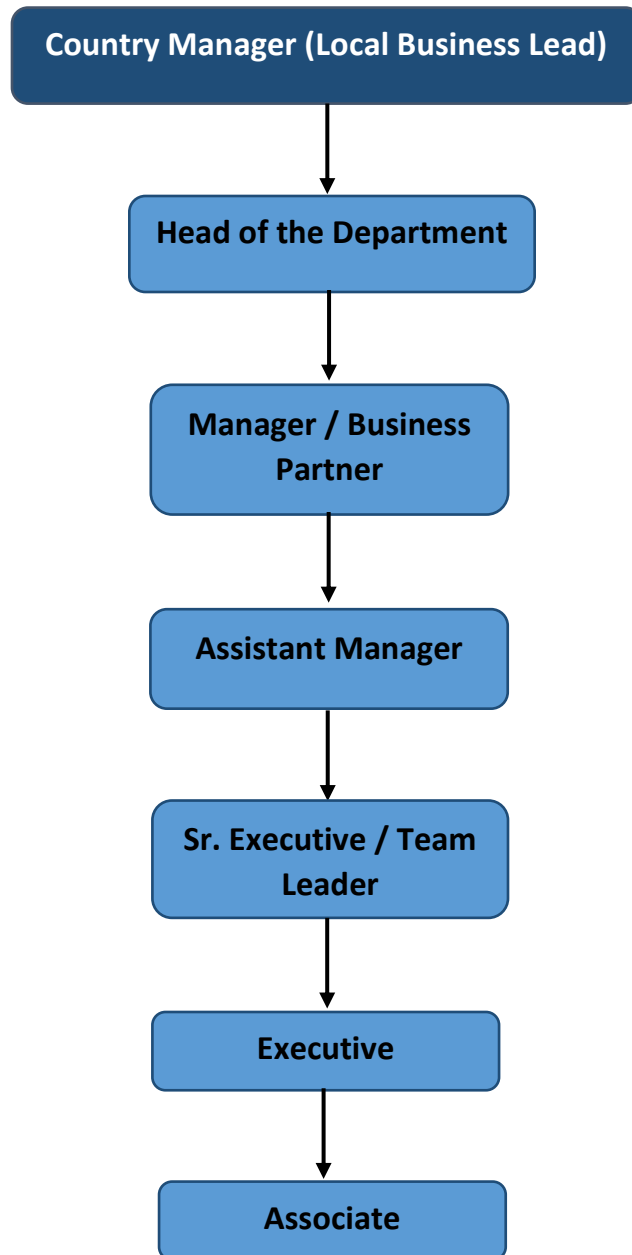 Country Manager (Local Business Lead)
Head of the Department
Manager / Business
Partner
Assistant Manager
Sr. Executive / Team
Leader
Executive
Associate